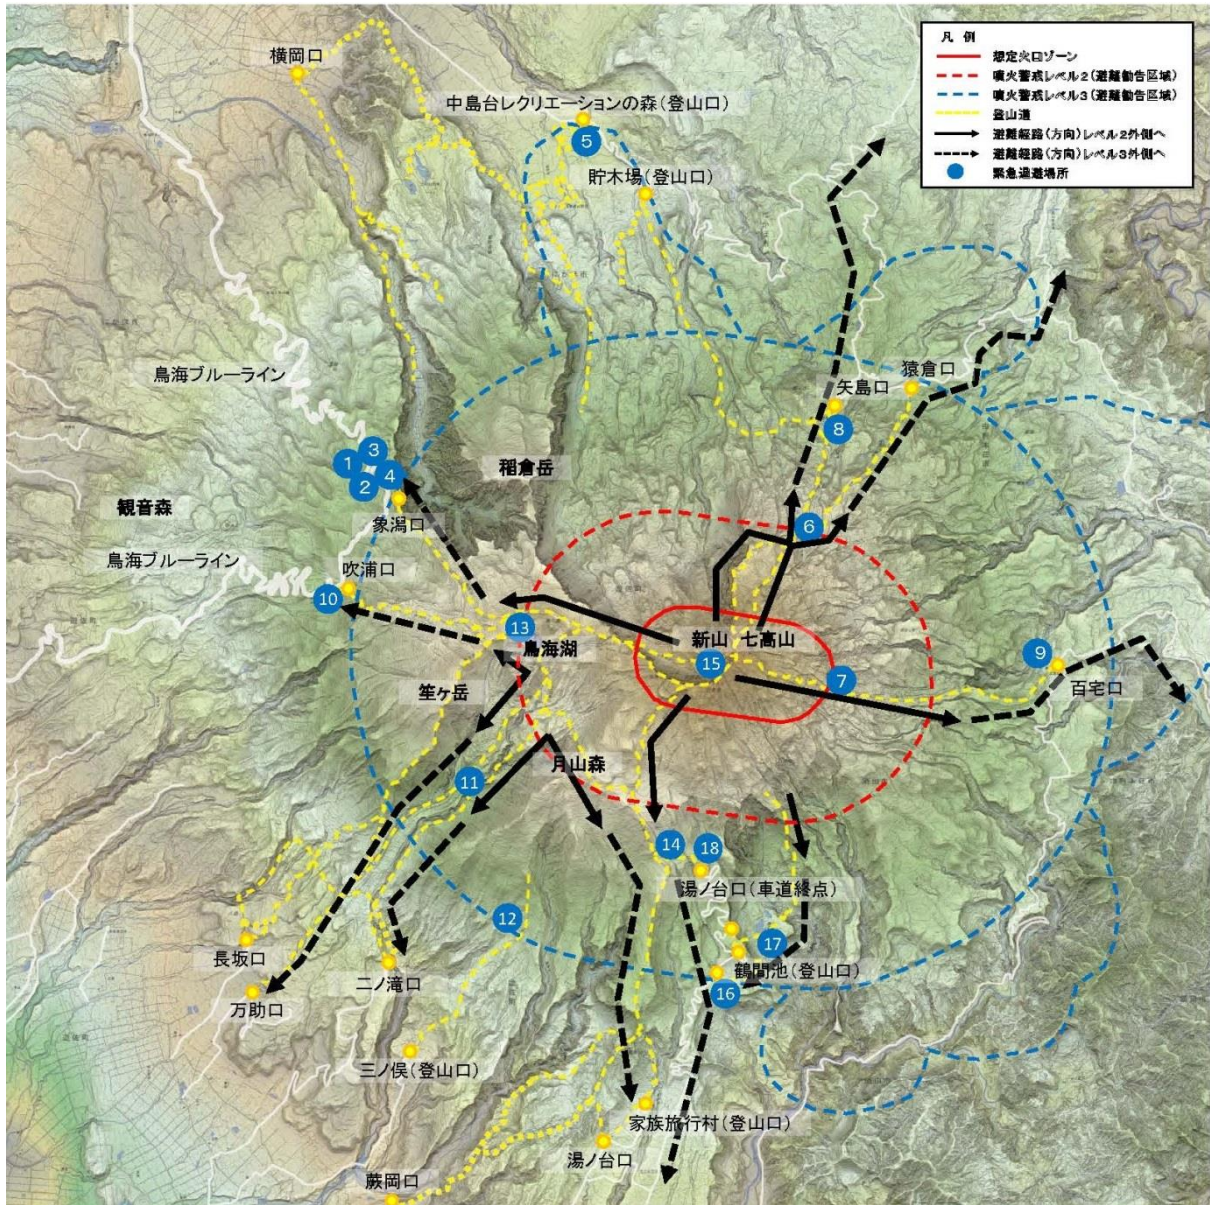 凡 例
想定火口ゾーン
噴火警戒レベル2(避難勧告区域)
噴火警戒レベル3(避難勧告区域)
登山道
避難経路(方向)レベル2外側へ
避難経路(方向)レベル3外側へ
緊急退避場所
横岡口
中島台レクリエーションの森(登山口)
5
貯木場(登山口)
鳥海ブルーライン
猿倉口
矢島口
8
3
1
4
2
稲倉岳
観音森
象潟口
6
鳥海ブルーライン
吹浦口
10
13
鳥海湖
新山
七高山
15
7
9
百宅口
笙ヶ岳
月山森
11
14
18
湯ノ台口(車道終点)
12
17
長坂口
二ノ滝口
鶴間池(登山口)
16
万助口
三ノ俣(登山口)
家族旅行村(登山口)
湯ノ台口
蕨岡口